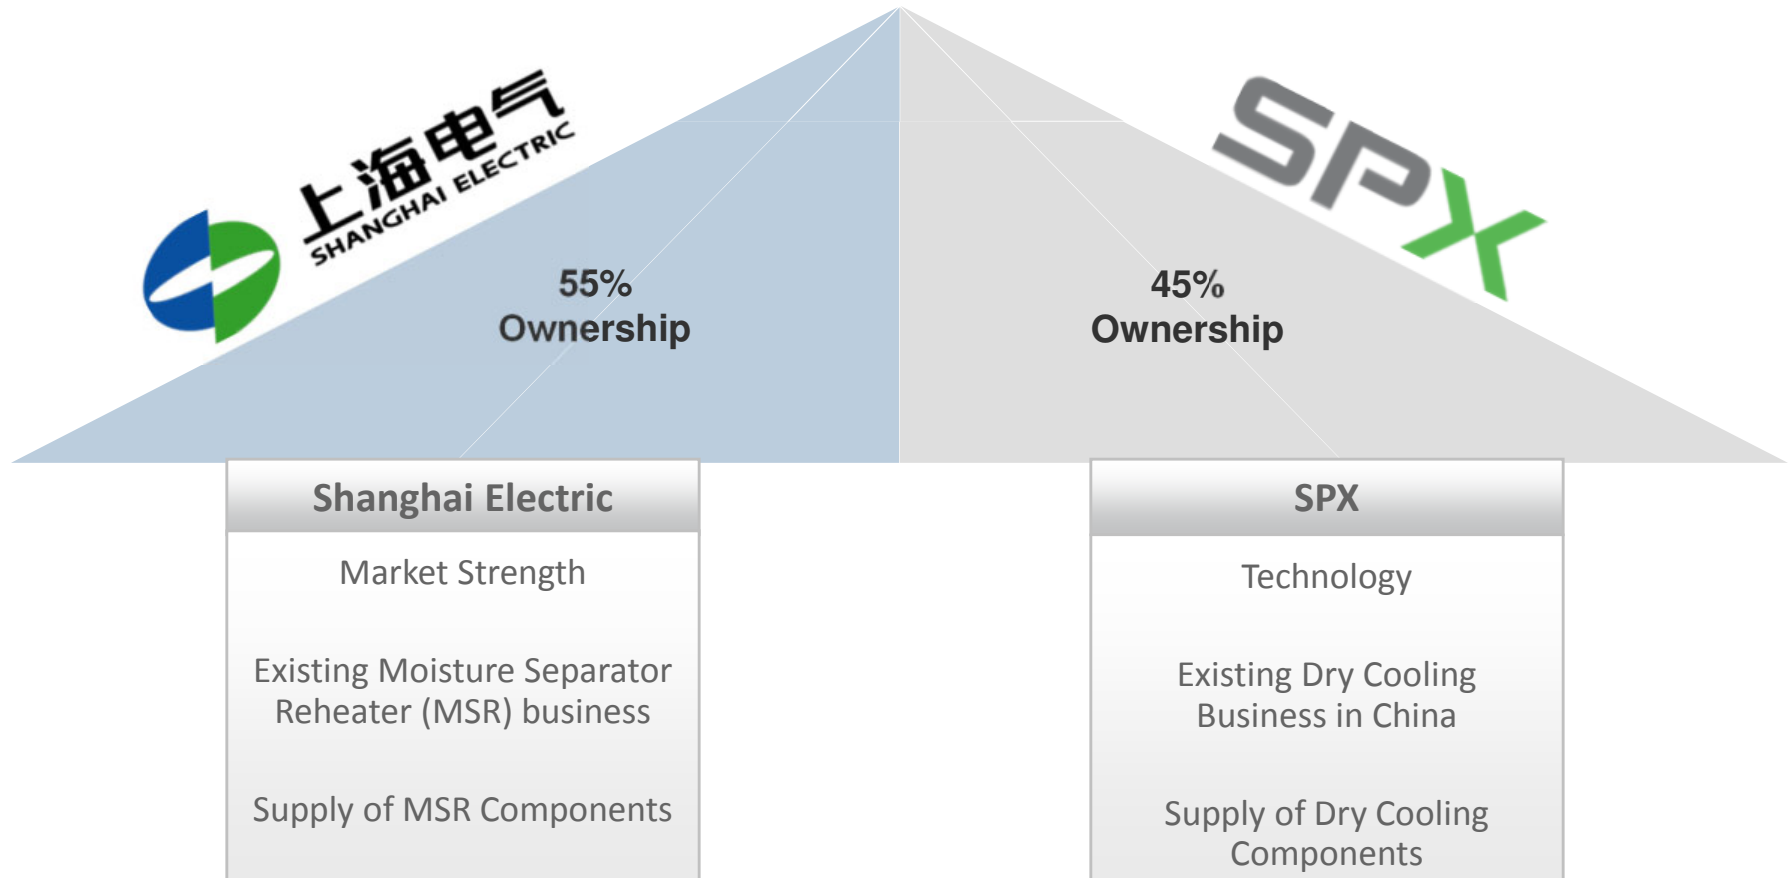 上海电气
SHANGHAI ELECTRIC
SPX
55%
Ownership
45%
Ownership
Shanghai Electric
Market Strength
Existing Moisture Separator
Reheater (MSR) business
Supply of MSR Components
SPX
Technology
Existing Dry Cooling
Business in China
Supply of Dry Cooling
Components